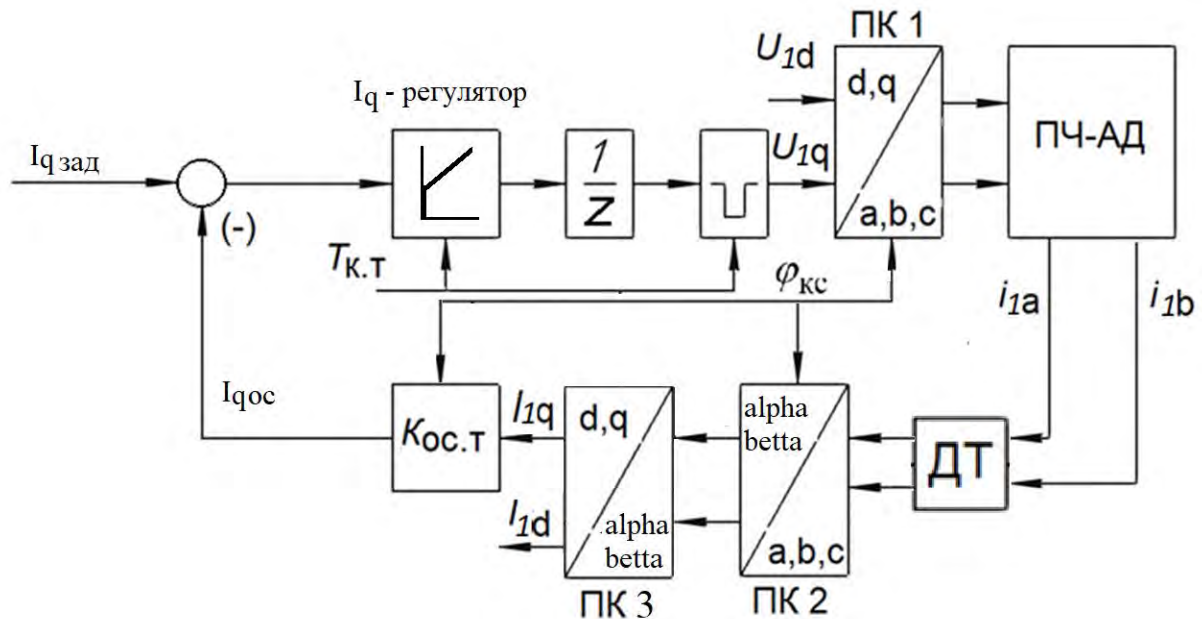 ПК 1
U1d
d,q
Iq - регулятор
ПЧ-АД
Iq зад
1
z
U1q
a,b,c
(-)
Tк.т
φкс
i1a
i1b
Iqос
Kос.т
I1q
d,q
alpha
betta
ДТ
I1d
alpha
betta
a,b,c
ПК 3
ПК 2